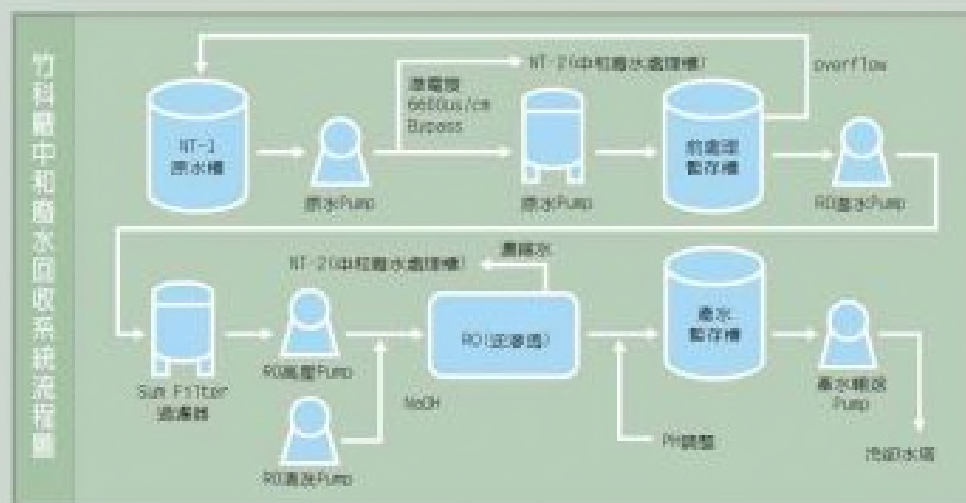 竹科廠中和廢水回收系統流程圖
NT-1
原水槽
原水Pump
導電度
6600us/cm
Bypass
NT-2(中和廢水處理槽)
原水Pump
前處理
暫存槽
overflow
RO進水Pump
Filter
過濾器
NT-2(中和廢水處理槽)
濃縮水
RO高壓Pump
RO清洗Pump
NaOH
RO(逆滲透)
PH調整
產水
暫存槽
產水輸送
Pump
冷卻水塔